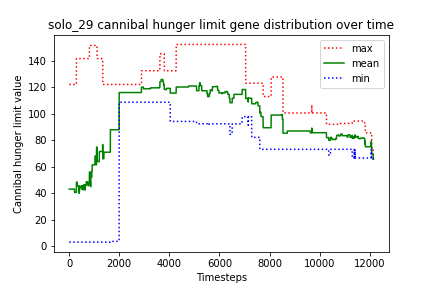 solo_29 cannibal hunger limit gene distribution over time
Cannibal hunger limit value
140
120
100
80
60
40
20
0
max
mean
min
0
2000
4000
6000
8000
10000
12000
Timesteps